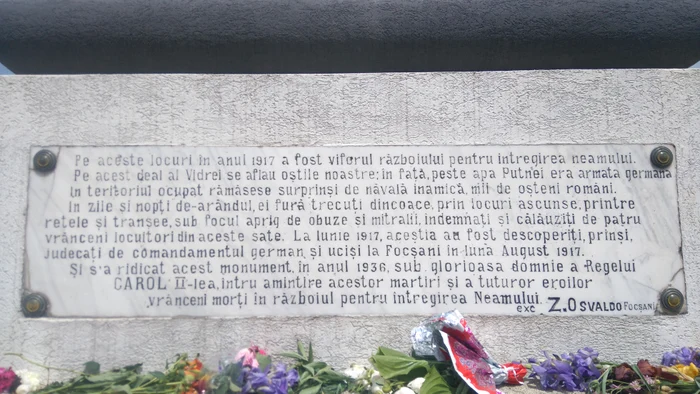 Pe aceste locuri în anul 1917 a fost viforul războiului pentru întregirea neamului.
Pe acest deal al Vidrei se aflau oștile noastre; în față, peste apa Putnei era armata germană
În teritoriul ocupat rămăsese surprinși de năvala inamică, mii de oșteni români.
În zile și nopți de-arândul, ei fură trecuți dincoace, prin locuri ascunse, printre
rețele și tranșee, sub focul aprig de obuze și mitralii, îndemnați și călăuziți de patru
vrânceni locuitori din aceste sate. La Iunie 1917, aceștia au fost descoperiți, prinși,
judecați de cômandamentul german, și uciși la Focșani în luna August 1917.
Și s'a ridicat acest monument, în anul 1936, sub glorioasa domnie a Regelui
CAROL II-lea, întru amintire acestor martiri și a tuturor eroilor
vrânceni morți în războiul pentru întregirea Neamului.
exc Z. OSVALDO FOCȘANI